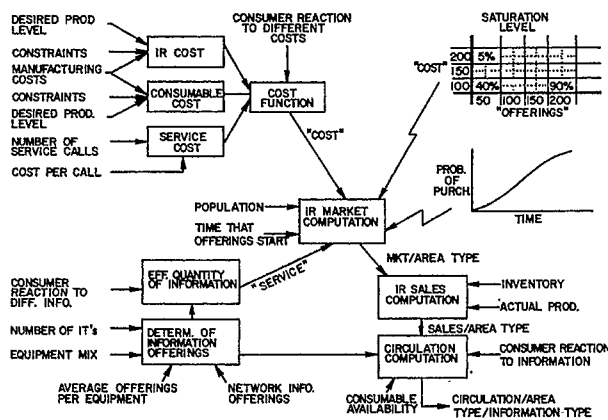 DESIRED PROD
LEVEL
CONSTRAINTS
MANUFACTURING
COSTS
CONSTRAINTS
DESIRED PROD.
LEVEL
NUMBER OF
SERVICE CALLS
COST PER CALL
IR COST
CONSUMABLE
COST
SERVICE
COST
CONSUMER REACTION
TO DIFFERENT
COSTS
COST
FUNCTION
"COST"
SATURATION
LEVEL
"COST"
200 5%
150
100 40% 90%
50 100 150 200
"OFFERINGS"
PROB.
OF
PURCH.
TIME
POPULATION
TIME THAT
OFFERINGS START
IR MARKET
COMPUTATION
MKT/AREA TYPE
"SERVICE"
CONSUMER
REACTION TO
DIFF. INFO.
EFF. QUANTITY
OF INFORMATION
NUMBER OF IT'S
EQUIPMENT MIX
DETERM. OF
INFORMATION
OFFERINGS
AVERAGE OFFERINGS
PER EQUIPMENT
NETWORK INFO.
OFFERINGS
IR SALES
COMPUTATION
INVENTORY
ACTUAL PROD.
SALES/AREA TYPE
CIRCULATION
COMPUTATION
CONSUMER REACTION
TO INFORMATION
CONSUMABLE
AVAILABILITY
CIRCULATION/AREA
TYPE/INFORMATION TYPE